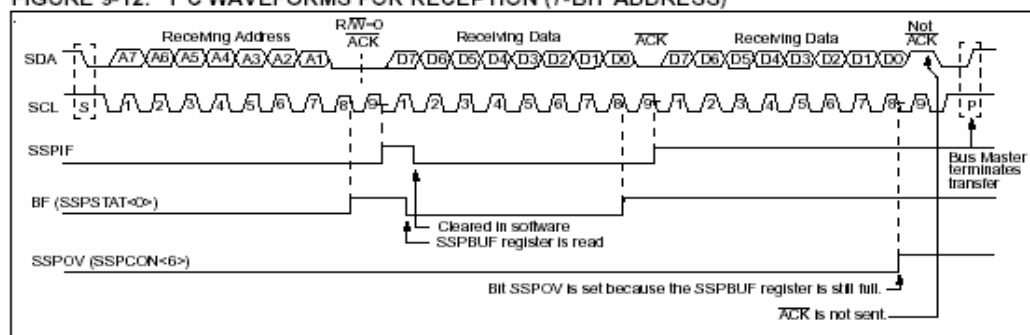 FIGURE 9-12: I²C WAVEFORMS FOR RECEPTION (7-BIT ADDRESS)
Receiving Address R/W=0 ACK Receiving Data ACK Receiving Data Not ACK
SDA A7 A6 A5 A4 A3 A2 A1 D7 D6 D5 D4 D3 D2 D1 D0 D7 D6 D5 D4 D3 D2 D1 D0
SCL S 1 2 3 4 5 6 7 8 9 1 2 3 4 5 6 7 8 9 1 2 3 4 5 6 7 8 9 P
SSPIF
Bus Master
terminates
transfer
BF (SSPSTAT<0>)
Cleared in software
SSPBUF register is read
SSPOV (SSPCON<6>)
Bit SSPOV is set because the SSPBUF register is still full.
ACK is not sent.